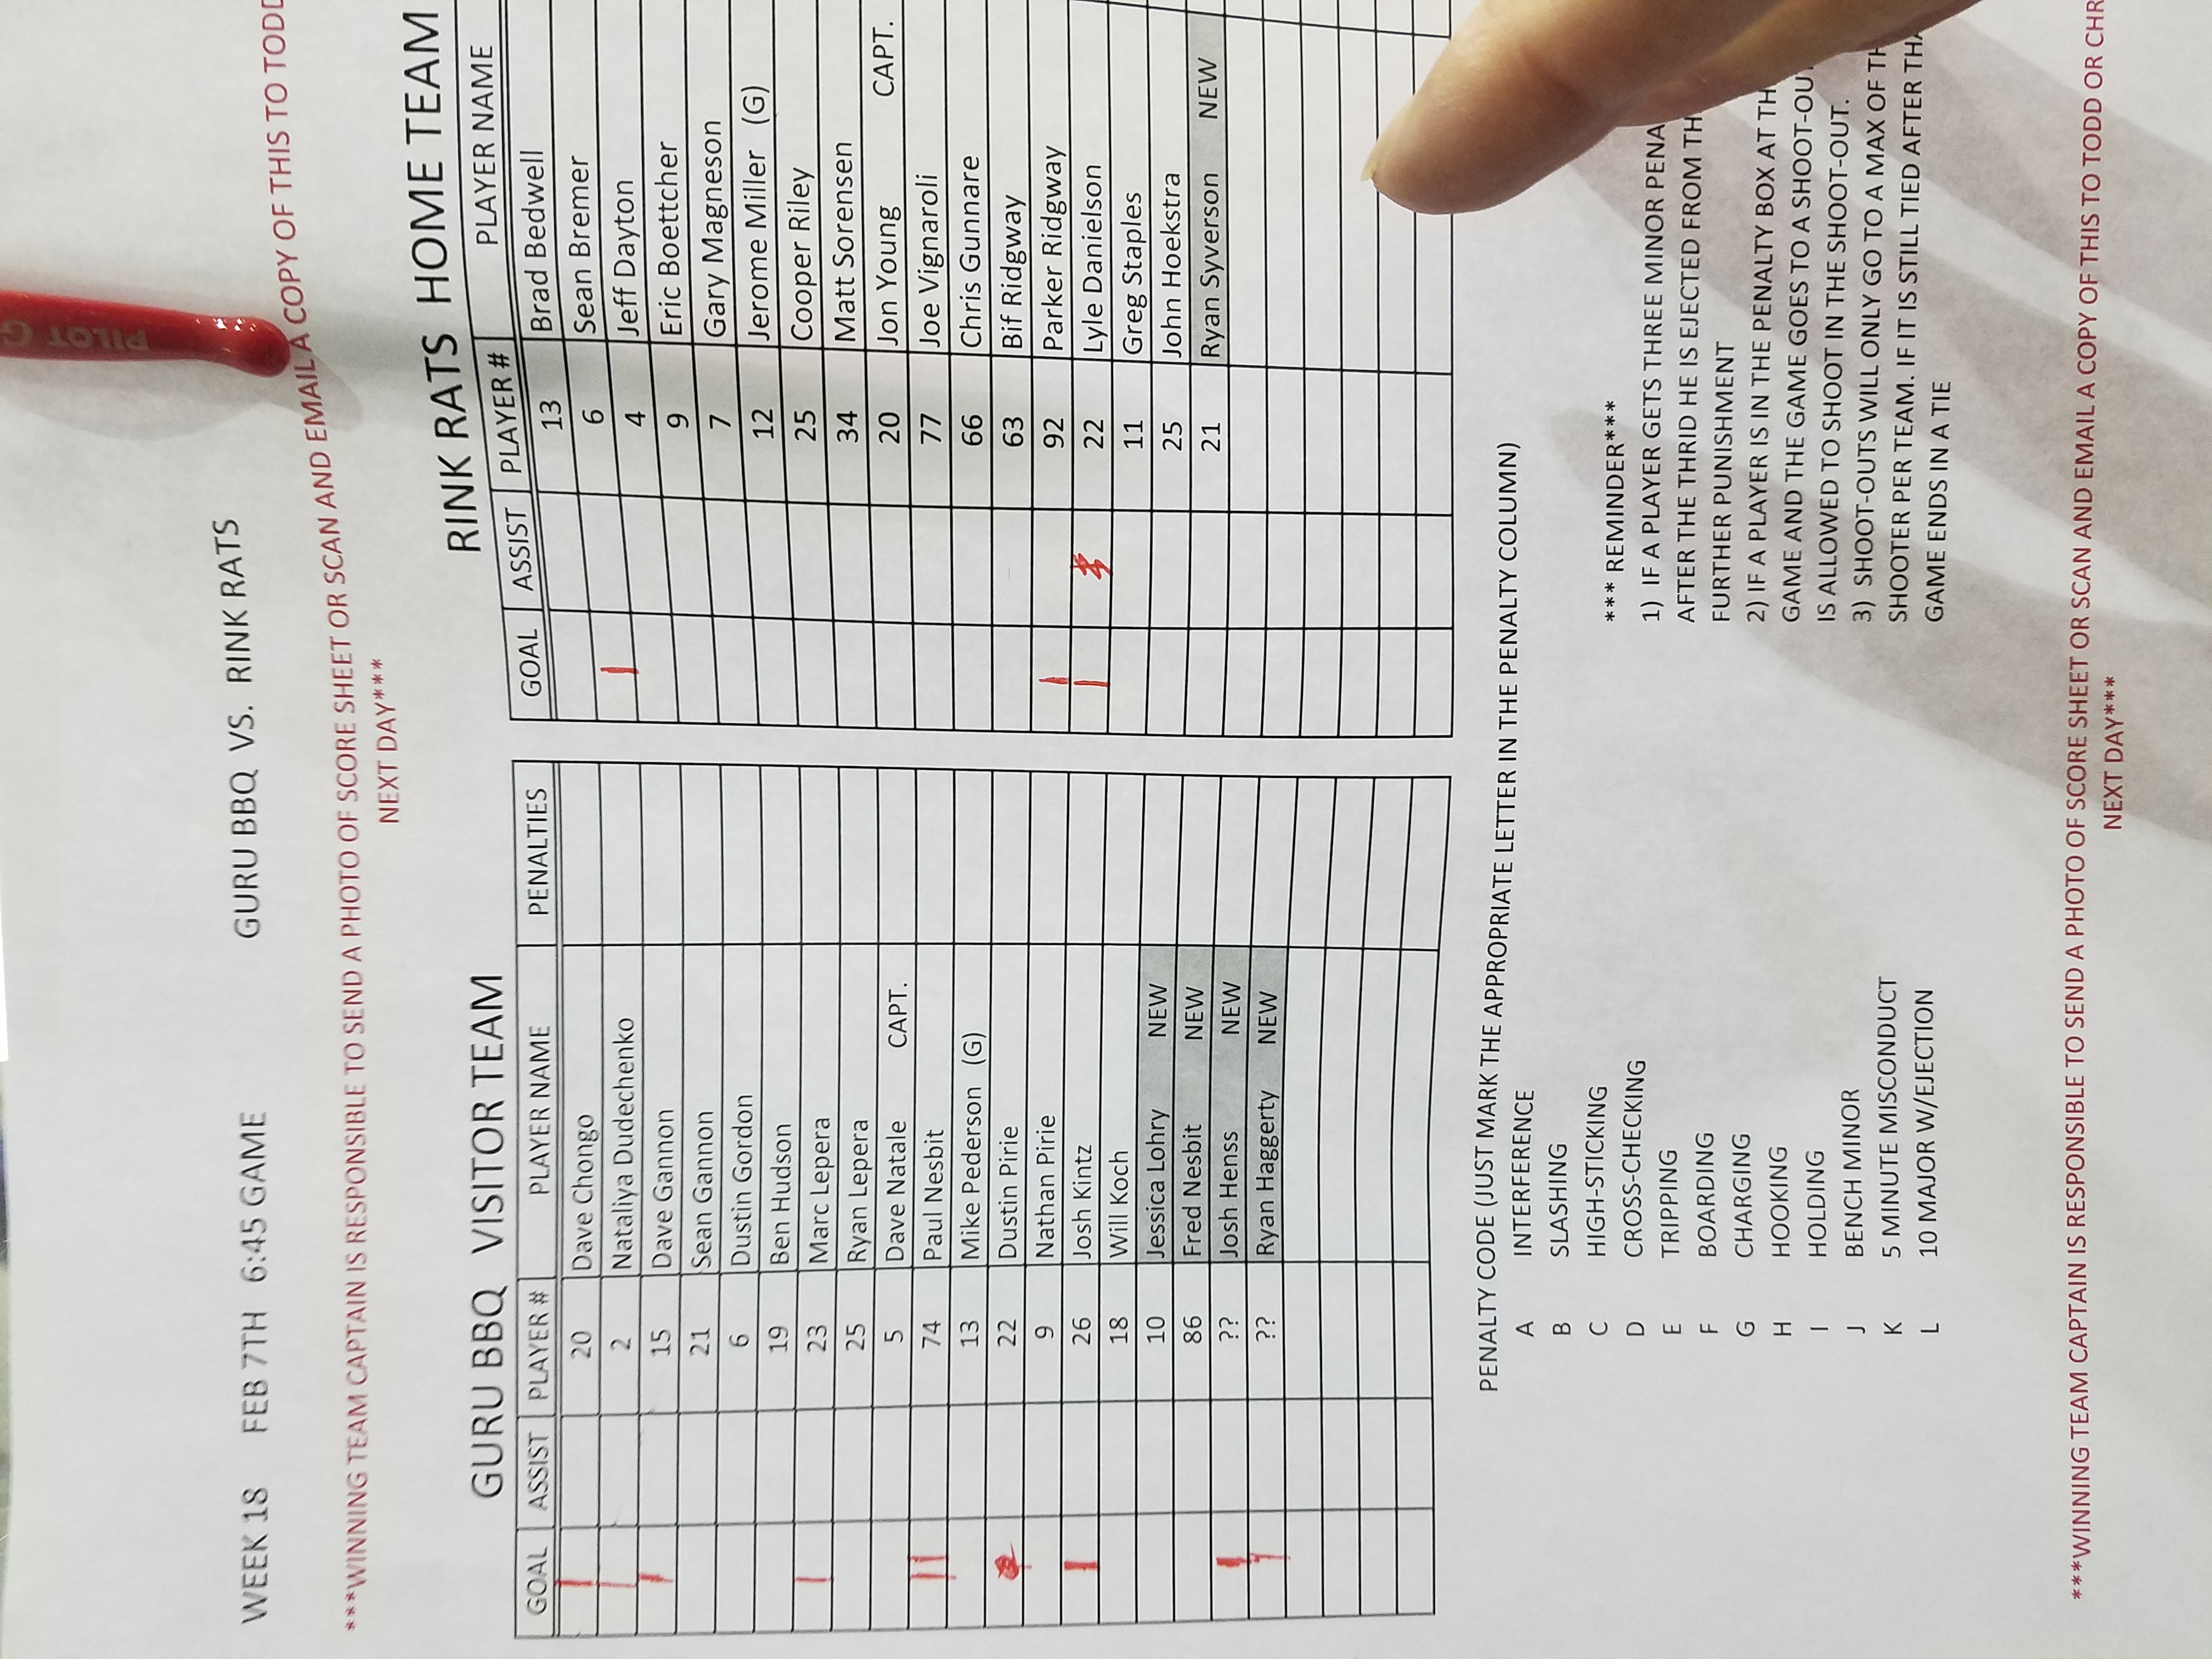 PILOT G
WEEK 18 FEB 7TH 6:45 GAME GURU BBQ VS. RINK RATS
***WINNING TEAM CAPTAIN IS RESPONSIBLE TO SEND A PHOTO OF SCORE SHEET OR SCAN AND EMAIL A COPY OF THIS TO TODD
NEXT DAY***
GURU BBQ VISITOR TEAM
GOAL ASSIST PLAYER # PLAYER NAME PENALTIES
| 20 Dave Chongo
| 2 Nataliya Dudechenko
| 15 Dave Gannon
21 Sean Gannon
6 Dustin Gordon
19 Ben Hudson
| 23 Marc Lepera
25 Ryan Lepera
5 Dave Natale CAPT.
|| 74 Paul Nesbit
13 Mike Pederson (G)
22 Dustin Pirie
9 Nathan Pirie
| 26 Josh Kintz
18 Will Koch
10 Jessica Lohry NEW
86 Fred Nesbit NEW
| ?? Josh Henss NEW
| ?? Ryan Haggerty NEW
RINK RATS HOME TEAM
GOAL ASSIST PLAYER # PLAYER NAME
13 Brad Bedwell
6 Sean Bremer
| 4 Jeff Dayton
9 Eric Boettcher
7 Gary Magneson
12 Jerome Miller (G)
25 Cooper Riley
34 Matt Sorensen
20 Jon Young CAPT.
77 Joe Vignaroli
66 Chris Gunnare
63 Bif Ridgway
| 92 Parker Ridgway
| 22 Lyle Danielson
11 Greg Staples
25 John Hoekstra
21 Ryan Syverson NEW
PENALTY CODE (JUST MARK THE APPROPRIATE LETTER IN THE PENALTY COLUMN)
A INTERFERENCE
B SLASHING
C HIGH-STICKING
D CROSS-CHECKING
E TRIPPING
F BOARDING
G CHARGING
H HOOKING
I HOLDING
J BENCH MINOR
K 5 MINUTE MISCONDUCT
L 10 MAJOR W/EJECTION
*** REMINDER***
1) IF A PLAYER GETS THREE MINOR PENA
AFTER THE THRID HE IS EJECTED FROM TH
FURTHER PUNISHMENT
2) IF A PLAYER IS IN THE PENALTY BOX AT TH
GAME AND THE GAME GOES TO A SHOOT-OU
IS ALLOWED TO SHOOT IN THE SHOOT-OUT.
3) SHOOT-OUTS WILL ONLY GO TO A MAX OF TH
SHOOTER PER TEAM. IF IT IS STILL TIED AFTER THA
GAME ENDS IN A TIE
***WINNING TEAM CAPTAIN IS RESPONSIBLE TO SEND A PHOTO OF SCORE SHEET OR SCAN AND EMAIL A COPY OF THIS TO TODD OR CHR
NEXT DAY***